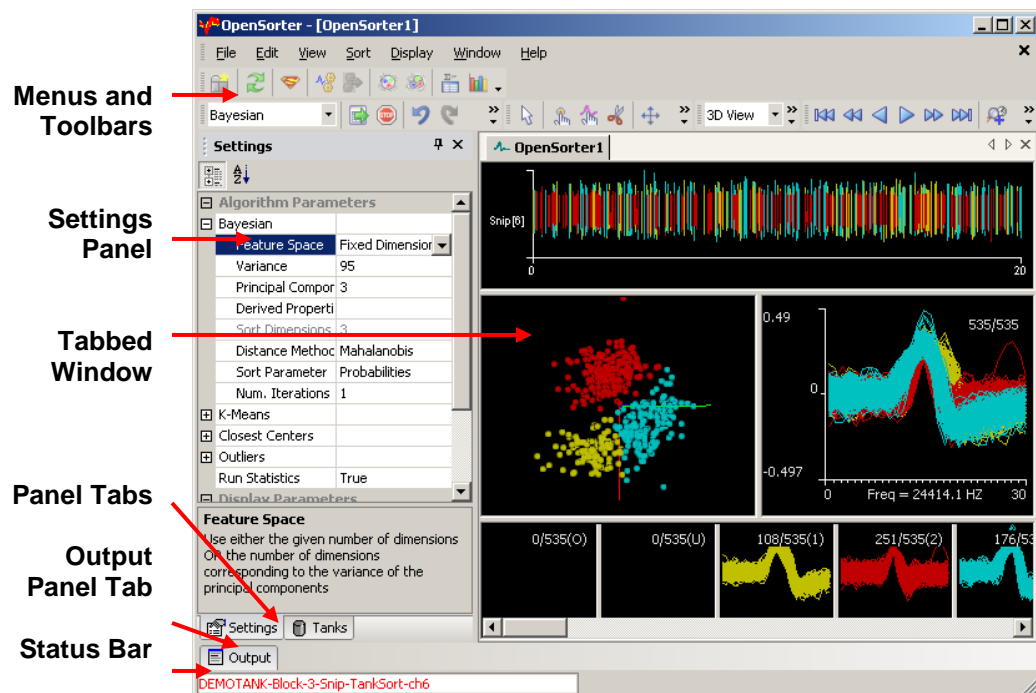 OpenSorter - [OpenSorter1]
File Edit View Sort Display Window Help
Menus and
Toolbars
Bayesian
STOP
3D View
Settings
OpenSorter1
A
Z
Algorithm Parameters
Bayesian
Settings
Panel
Feature Space Fixed Dimension
Variance 95
Principal Compor 3
Derived Properti
Sort Dimensions 3
Distance Methoc Mahalanobis
Sort Parameter Probabilities
Num. Iterations 1
K-Means
Closest Centers
Outliers
Run Statistics True
Display Parameters
Snip[6]
0
20
Tabbed
Window
0.49
535/535
0
-0.497
0 Freq = 24414.1 HZ 30
Panel Tabs
Feature Space
Use either the given number of dimensions
OR the number of dimensions
corresponding to the variance of the
principal components
0/535(O)
0/535(U)
108/535(1)
251/535(2)
176/53
Output
Panel Tab
Settings Tanks
Status Bar
Output
DEMOTANK-Block-3-Snip-TankSort-ch6